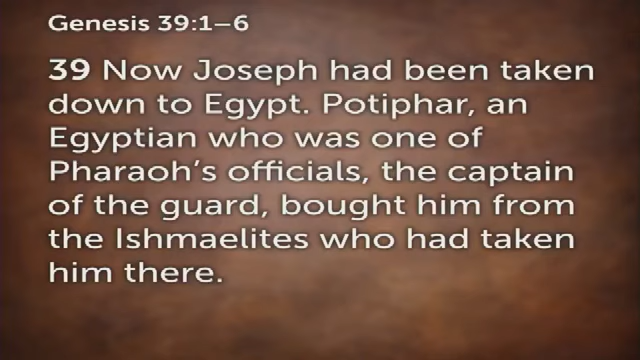 Genesis 39:1–6
39 Now Joseph had been taken
down to Egypt. Potiphar, an
Egyptian who was one of
Pharaoh’s officials, the captain
of the guard, bought him from
the Ishmaelites who had taken
him there.